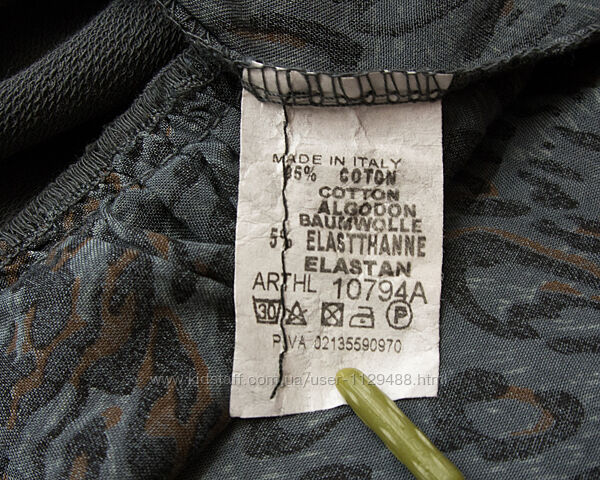 MADE IN ITALY
95% COTON
COTTON
ALGODON
BAUMWOLLE
5% ELASTTHANNE
ELASTAN
ARTHL 10794A
30 P
P.IVA 02135590970
www.kidstaff.com.ua/user-1129488.html